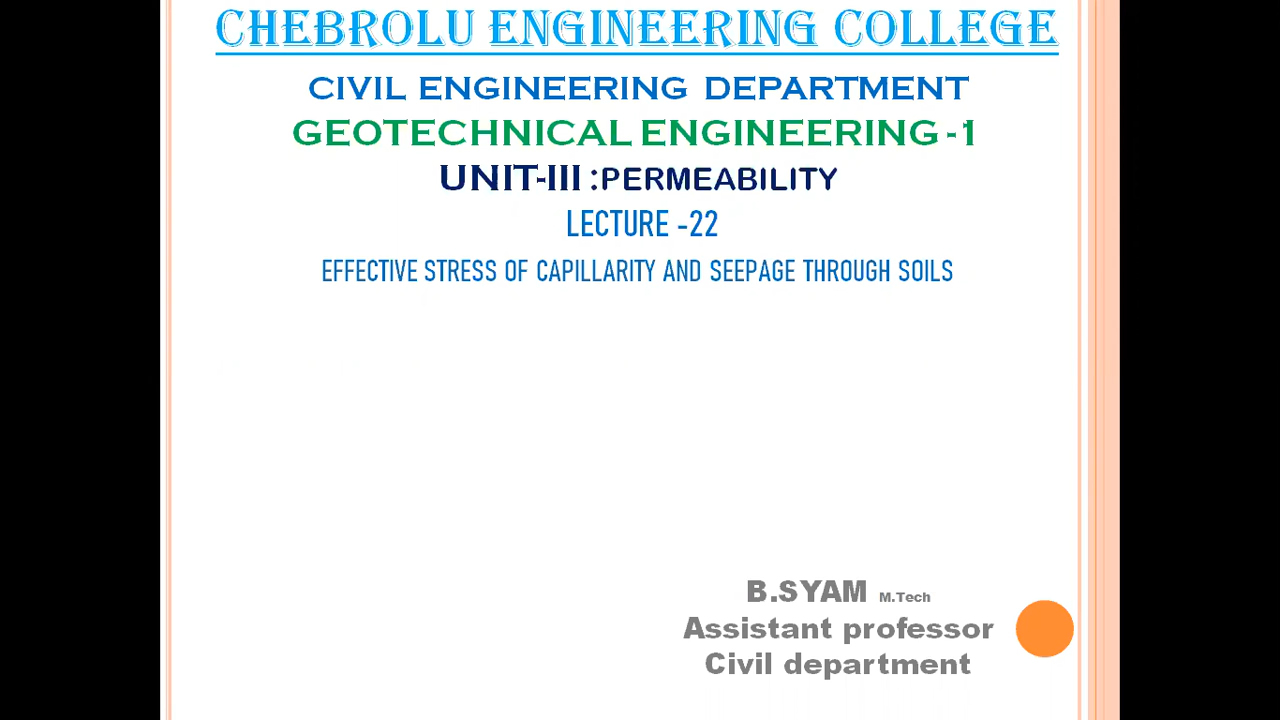 CHEBROLU ENGINEERING COLLEGE
CIVIL ENGINEERING DEPARTMENT
GEOTECHNICAL ENGINEERING -1
UNIT-III :PERMEABILITY
LECTURE -22
EFFECTIVE STRESS OF CAPILLARITY AND SEEPAGE THROUGH SOILS
B.SYAM M.Tech
Assistant professor
Civil department